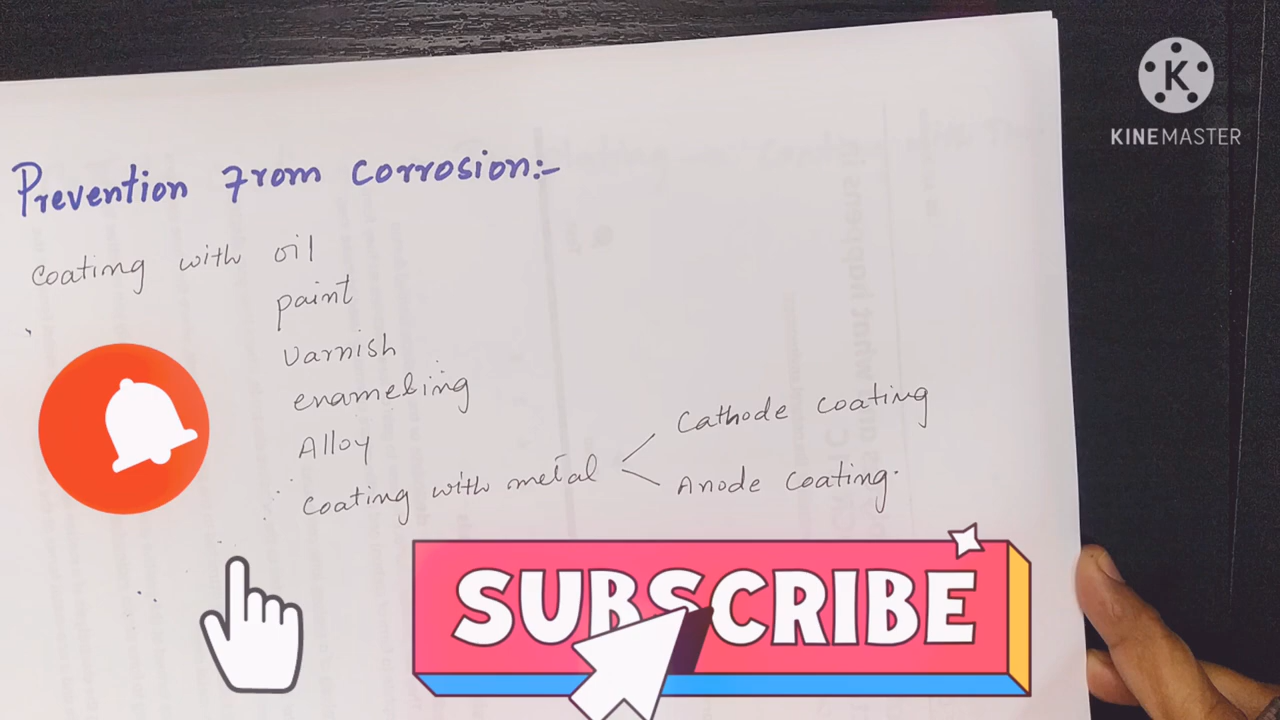 KINEMASTER
Prevention from Corrosion:-
coating with oil
paint
varnish
enameling
Alloy
coating with metal
Cathode coating
Anode coating.
SUBSCRIBE